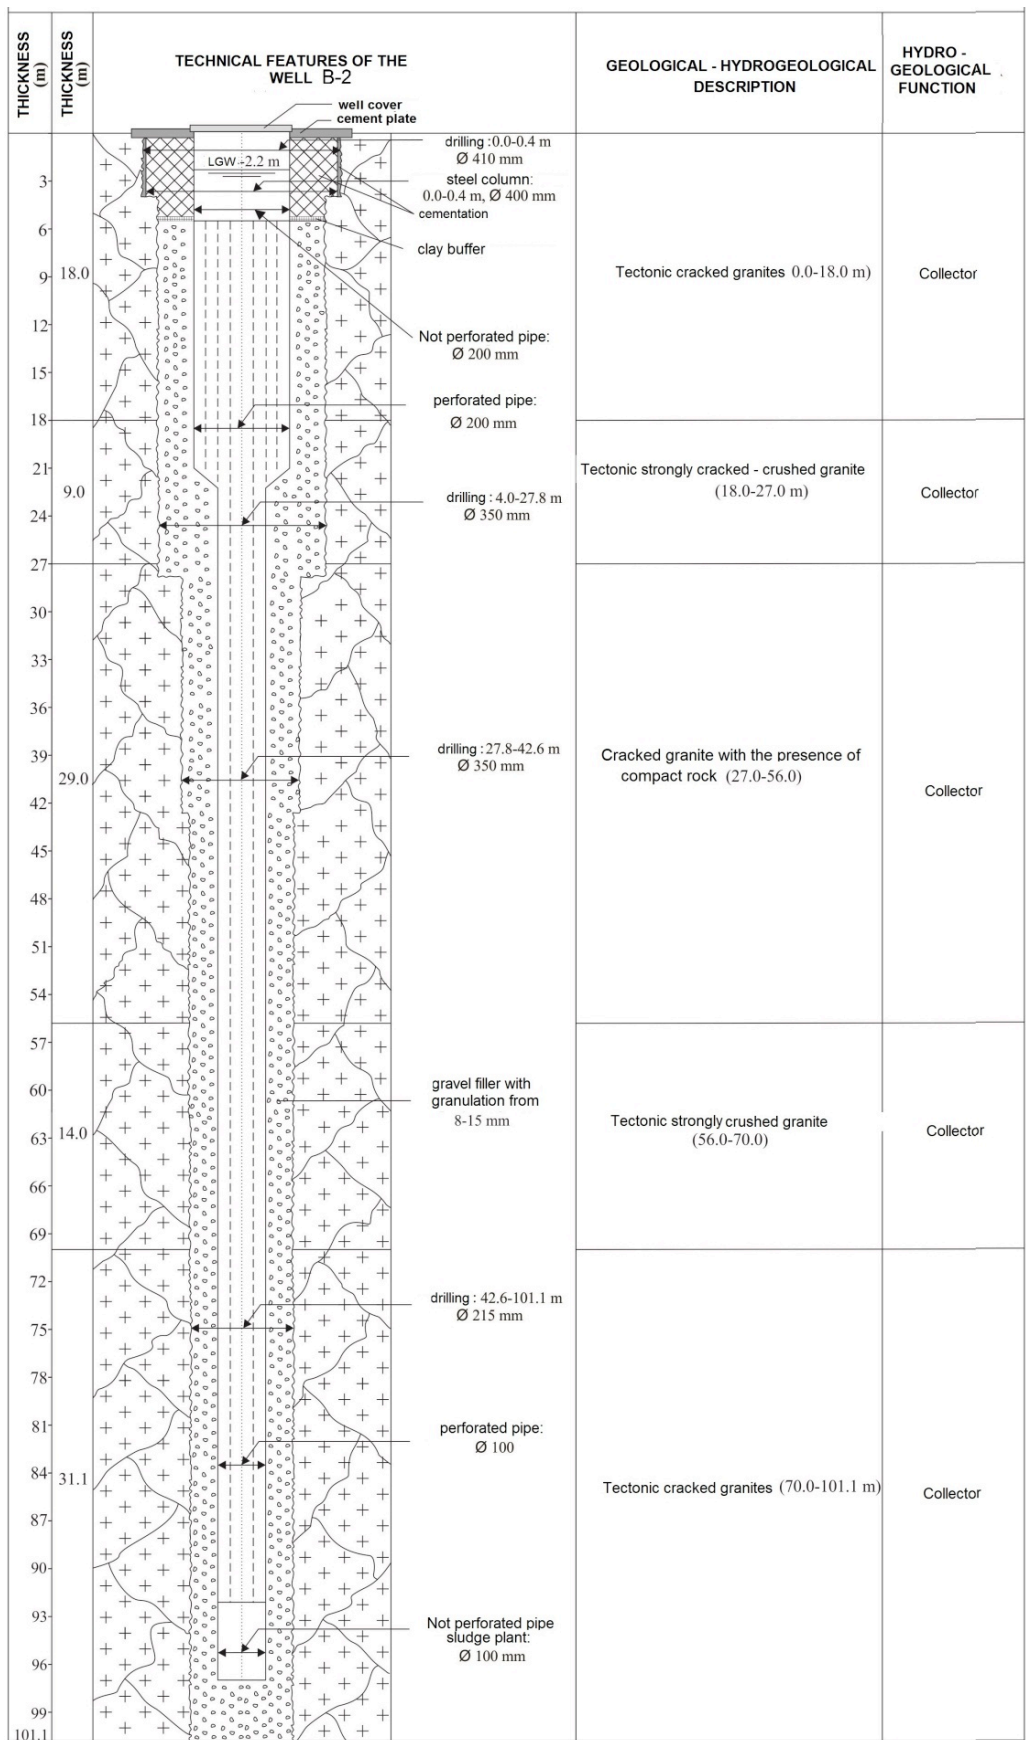 THICKNESS
(m)
THICKNESS
(m)
TECHNICAL FEATURES OF THE
WELL B-2
GEOLOGICAL - HYDROGEOLOGICAL
DESCRIPTION
HYDRO -
GEOLOGICAL
FUNCTION
well cover
cement plate
drilling : 0.0-0.4 m
Ø 410 mm
LGW -2.2 m
steel column:
0.0-0.4 m, Ø 400 mm
cementation
clay buffer
Not perforated pipe:
Ø 200 mm
perforated pipe:
Ø 200 mm
drilling : 4.0-27.8 m
Ø 350 mm
drilling : 27.8-42.6 m
Ø 350 mm
gravel filler with
granulation from
8-15 mm
drilling : 42.6-101.1 m
Ø 215 mm
perforated pipe:
Ø 100
Not perforated pipe
sludge plant:
Ø 100 mm
3
6
9
12
15
18
21
24
27
30
33
36
39
42
45
48
51
54
57
60
63
66
69
72
75
78
81
84
87
90
93
96
99
101.1
18.0
9.0
29.0
14.0
31.1
Tectonic cracked granites 0.0-18.0 m)
Collector
Tectonic strongly cracked - crushed granite
(18.0-27.0 m)
Collector
Cracked granite with the presence of
compact rock (27.0-56.0)
Collector
Tectonic strongly crushed granite
(56.0-70.0)
Collector
Tectonic cracked granites (70.0-101.1 m)
Collector